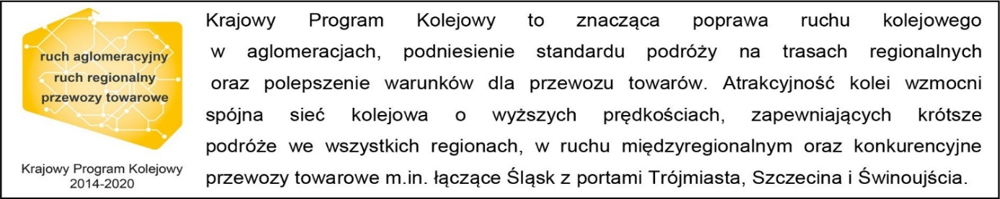 ruch aglomeracyjny
ruch regionalny
przewozy towarowe
Krajowy Program Kolejowy
2014-2020
Krajowy Program Kolejowy to znacząca poprawa ruchu kolejowego
w aglomeracjach, podniesienie standardu podróży na trasach regionalnych
oraz polepszenie warunków dla przewozu towarów. Atrakcyjność kolei wzmocni
spójna sieć kolejowa o wyższych prędkościach, zapewniających krótsze
podróże we wszystkich regionach, w ruchu międzyregionalnym oraz konkurencyjne
przewozy towarowe m.in. łączące Śląsk z portami Trójmiasta, Szczecina i Świnoujścia.